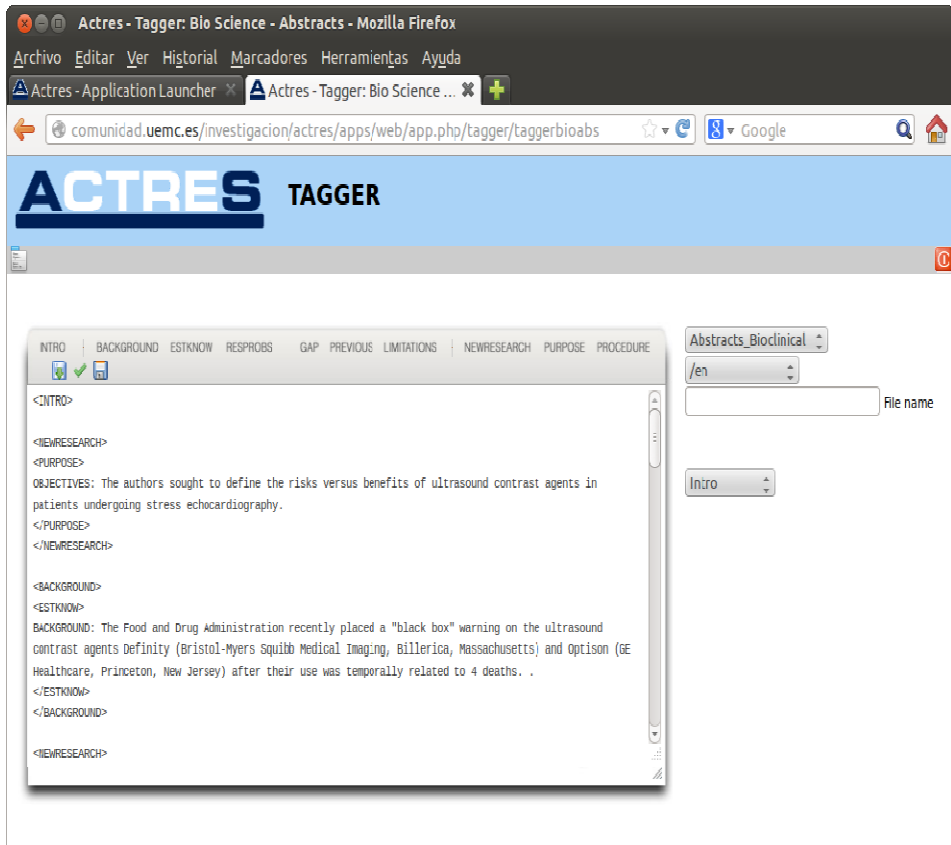 Actres - Tagger: Bio Science - Abstracts - Mozilla Firefox
Archivo Editar Ver Historial Marcadores Herramientas Ayuda
Actres - Application Launcher Actres - Tagger: Bio Science ...
comunidad.uemc.es/investigacion/actres/apps/web/app.php/tagger/taggerbioabs Google
ACTRES TAGGER
INTRO BACKGROUND ESTKNOW RESPROBS GAP PREVIOUS LIMITATIONS NEWRESEARCH PURPOSE PROCEDURE
Abstracts_Bioclinical
/en
File name
Intro
<INTRO>
<NEWRESEARCH>
<PURPOSE>
OBJECTIVES: The authors sought to define the risks versus benefits of ultrasound contrast agents in
patients undergoing stress echocardiography.
</PURPOSE>
</NEWRESEARCH>
<BACKGROUND>
<ESTKNOW>
BACKGROUND: The Food and Drug Administration recently placed a "black box" warning on the ultrasound
contrast agents Definity (Bristol-Myers Squibb Medical Imaging, Billerica, Massachusetts) and Optison (GE
Healthcare, Princeton, New Jersey) after their use was temporally related to 4 deaths. .
</ESTKNOW>
</BACKGROUND>
<NEWRESEARCH>